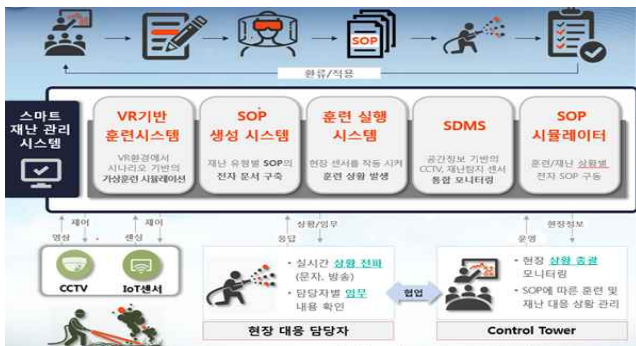 SOP
환류/적용
스마트
재난 관리
시스템
VR기반
훈련시스템
VR환경에서
시나리오 기반의
가상훈련 시뮬레이션
SOP
생성 시스템
재난 유형별 SOP의
전자 문서 구축
훈련 실행
시스템
현장 센서를 작동 시켜
훈련 상황 발생
SDMS
공간정보 기반의
CCTV, 재난탐지 센서
통합 모니터링
SOP
시뮬레이터
훈련/재난 상황별
전자 SOP 구동
영상
제어
센싱
제어
CCTV
IoT센서
상황/임무
응답
• 실시간 상황 전파
(문자, 방송)
• 담당자별 임무
내용 확인
현장 대응 담당자
협업
운영
현장정보
• 현장 상황 총괄
모니터링
• SOP에 따른 훈련 및
재난 대응 상황 관리
Control Tower